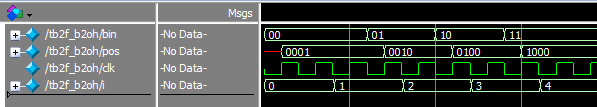 Msgs
/tb2f_b2oh/bin -No Data- 00 01 10 11
/tb2f_b2oh/pos -No Data- 0001 0010 0100 1000
/tb2f_b2oh/clk -No Data-
/tb2f_b2oh/i -No Data- 0 1 2 3 4